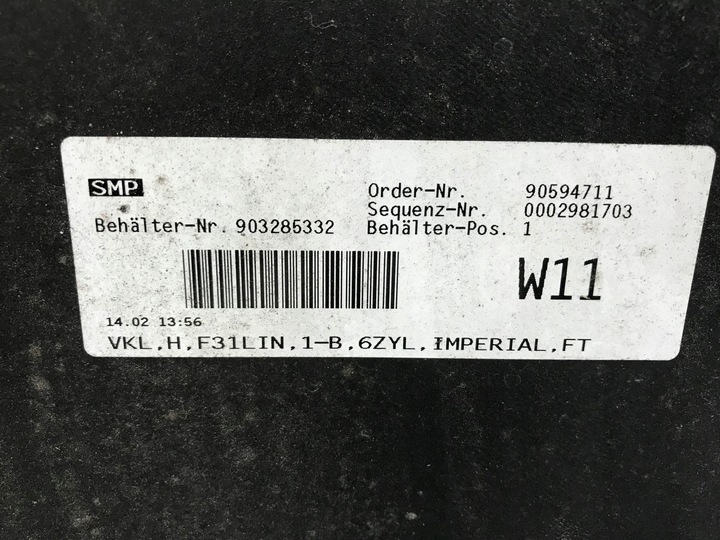 SMP
Order-Nr. 90594711
Sequenz-Nr. 0002981703
Behälter-Nr. 903285332 Behälter-Pos. 1
W11
14.02 13:56
VKL,H,F31LIN,1-B,6ZYL,IMPERIAL,FT